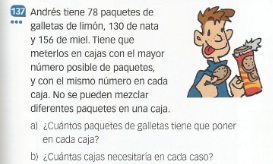 137 Andrés tiene 78 paquetes de
galletas de limón, 130 de nata
y 156 de miel. Tiene que
meterlos en cajas con el mayor
número posible de paquetes,
y con el mismo número en cada
caja. No se pueden mezclar
diferentes paquetes en una caja.
a) ¿Cuántos paquetes de galletas tiene que poner
en cada caja?
b) ¿Cuántas cajas necesitaría en cada caso?